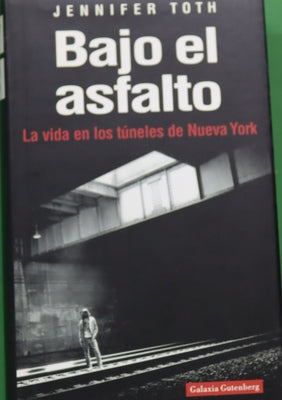 JENNIFER TOTH
Bajo el
asfalto
La vida en los túneles de Nueva York
Galaxia Gutenberg